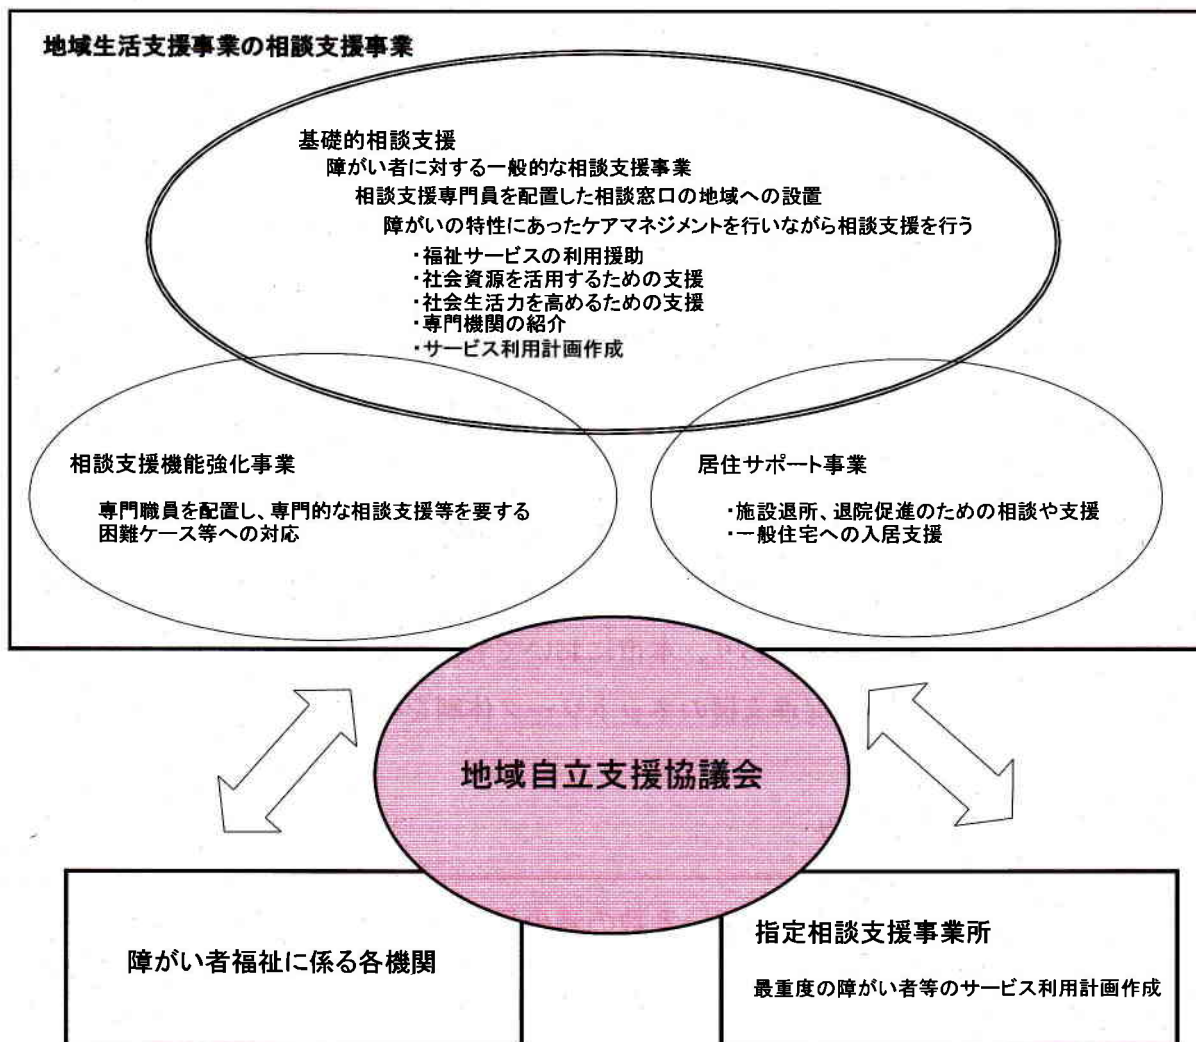 地域生活支援事業の相談支援事業
基礎的相談支援
障がい者に対する一般的な相談支援事業
相談支援専門員を配置した相談窓口の地域への設置
障がいの特性にあったケアマネジメントを行いながら相談支援を行う
・福祉サービスの利用援助
・社会資源を活用するための支援
・社会生活力を高めるための支援
・専門機関の紹介
・サービス利用計画作成
相談支援機能強化事業
専門職員を配置し、専門的な相談支援等を要する
困難ケース等への対応
居住サポート事業
・施設退所、退院促進のための相談や支援
・一般住宅への入居支援
地域自立支援協議会
障がい者福祉に係る各機関
指定相談支援事業所
最重度の障がい者等のサービス利用計画作成